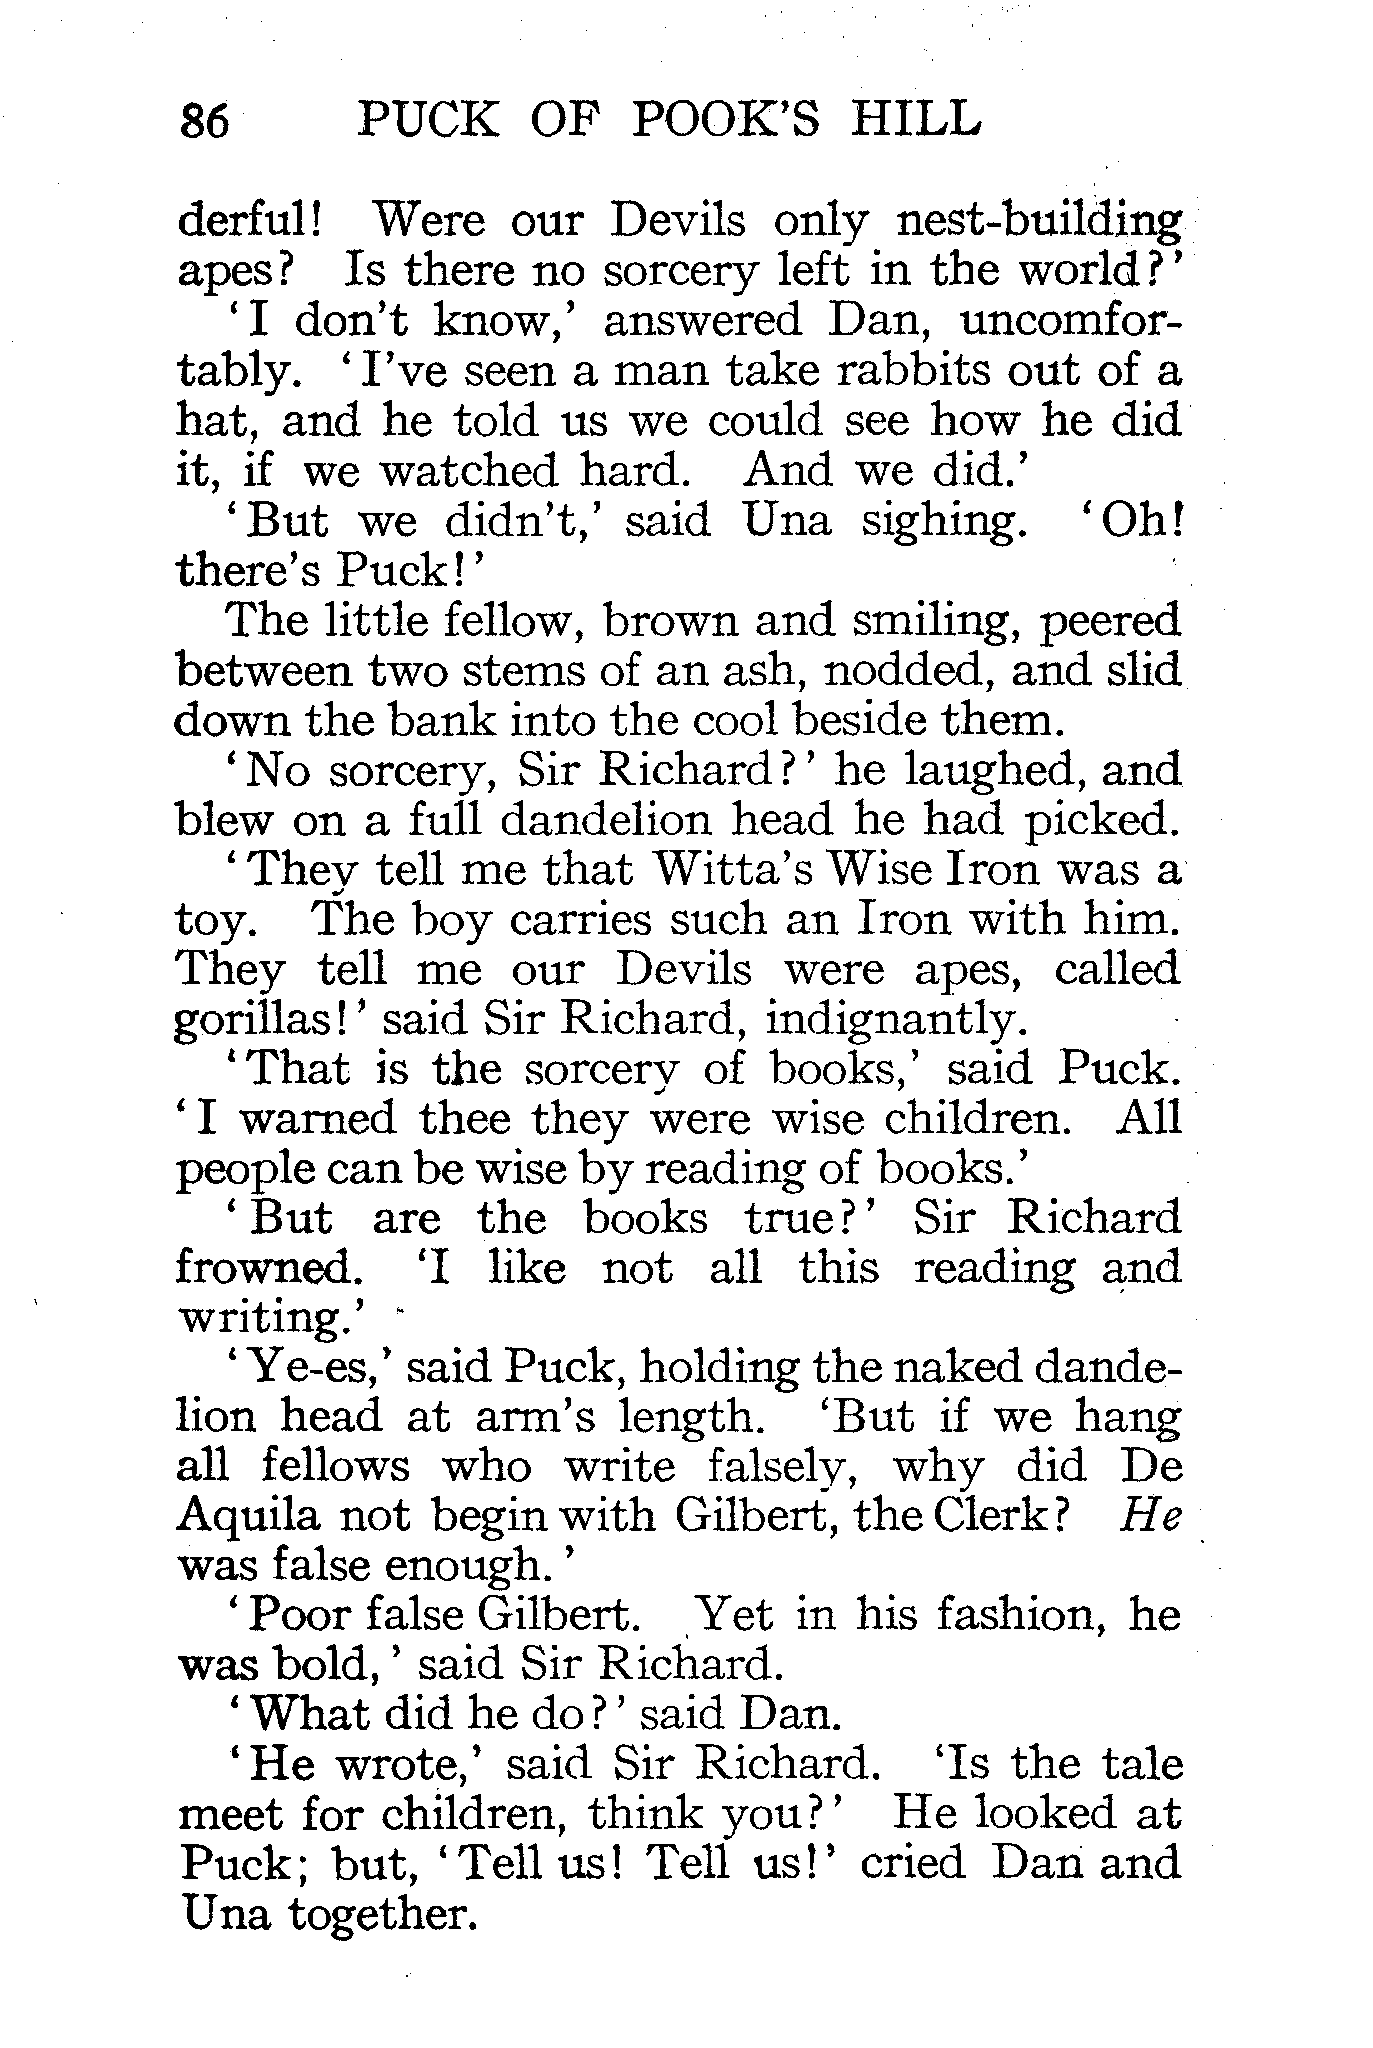 86 PUCK OF POOK'S HILL
derful! Were our Devils only nest-building
apes? Is there no sorcery left in the world?'
'I don't know,' answered Dan, uncomfor-
tably. 'I've seen a man take rabbits out of a
hat, and he told us we could see how he did
it, if we watched hard. And we did.'
'But we didn't,' said Una sighing. 'Oh!
there's Puck!'
The little fellow, brown and smiling, peered
between two stems of an ash, nodded, and slid
down the bank into the cool beside them.
'No sorcery, Sir Richard?' he laughed, and
blew on a full dandelion head he had picked.
'They tell me that Witta's Wise Iron was a
toy. The boy carries such an Iron with him.
They tell me our Devils were apes, called
gorillas!' said Sir Richard, indignantly.
'That is the sorcery of books,' said Puck.
'I warned thee they were wise children. All
people can be wise by reading of books.'
'But are the books true?' Sir Richard
frowned. 'I like not all this reading and
writing.'
'Ye-es,' said Puck, holding the naked dande-
lion head at arm's length. 'But if we hang
all fellows who write falsely, why did De
Aquila not begin with Gilbert, the Clerk? He
was false enough.'
'Poor false Gilbert. Yet in his fashion, he
was bold,' said Sir Richard.
'What did he do?' said Dan.
'He wrote,' said Sir Richard. 'Is the tale
meet for children, think you?' He looked at
Puck; but, 'Tell us! Tell us!' cried Dan and
Una together.